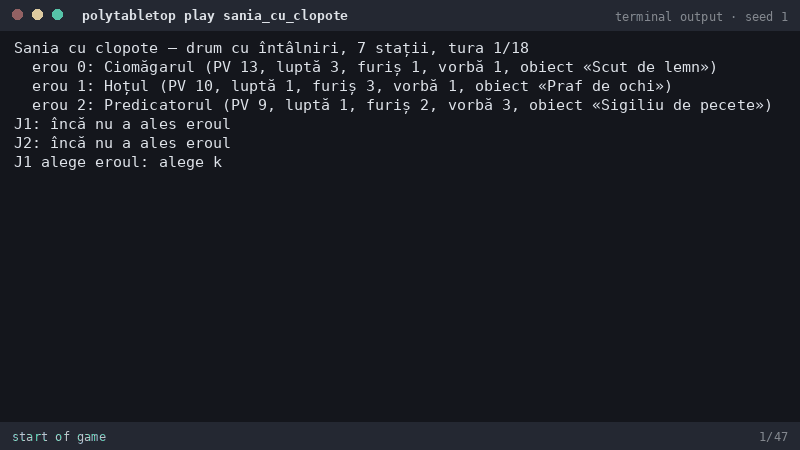 polytabletop play sania_cu_clopote
terminal output · seed 1
Sania cu clopote — drum cu întâlniri, 7 stații, tura 1/18
erou 0: Ciomăgarul (PV 13, luptă 3, furiș 1, vorbă 1, obiect «Scut de lemn»)
erou 1: Hoțul (PV 10, luptă 1, furiș 3, vorbă 1, obiect «Praf de ochi»)
erou 2: Predicatorul (PV 9, luptă 1, furiș 2, vorbă 3, obiect «Sigiliu de pecete»)
J1: încă nu a ales eroul
J2: încă nu a ales eroul
J1 alege eroul: alege k
start of game
1/47